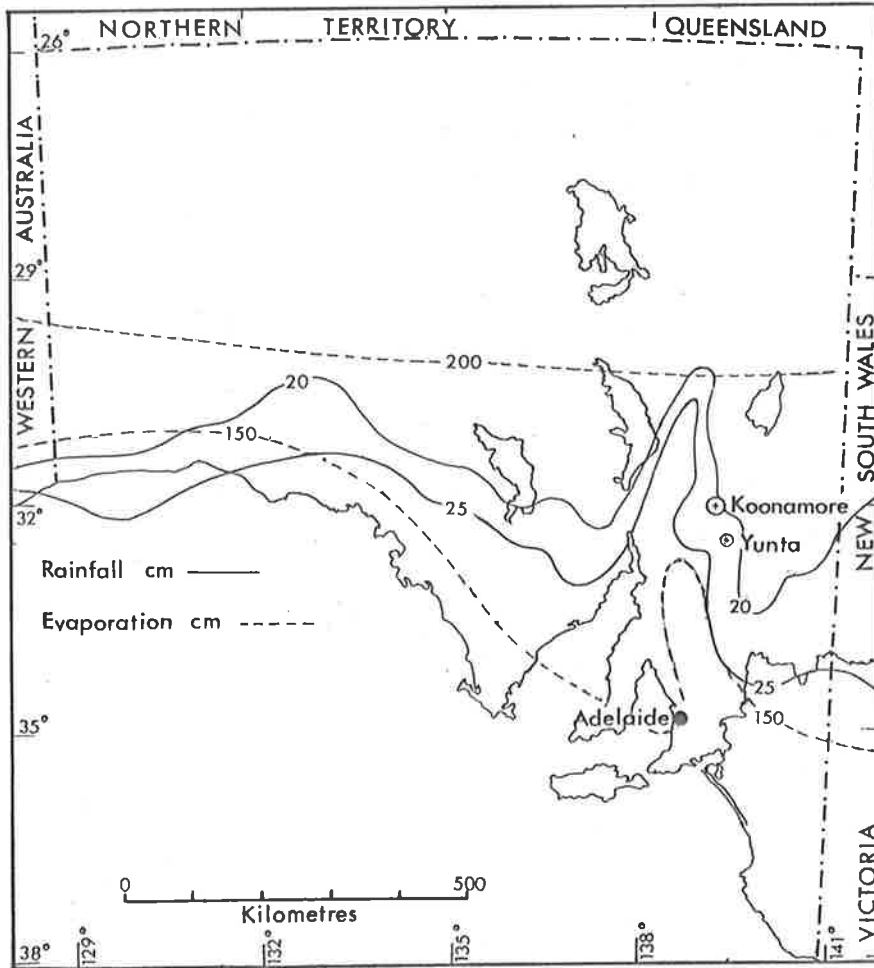 NORTHERN TERRITORY QUEENSLAND
26°
WESTERN AUSTRALIA
29°
200
20
150
NEW SOUTH WALES
25
32°
Koonamore
Yunta
Rainfall cm
20
Evaporation cm
25
Adelaide
150
35°
0 500
Kilometres
VICTORIA
38° 129° 132° 135° 138° 141°